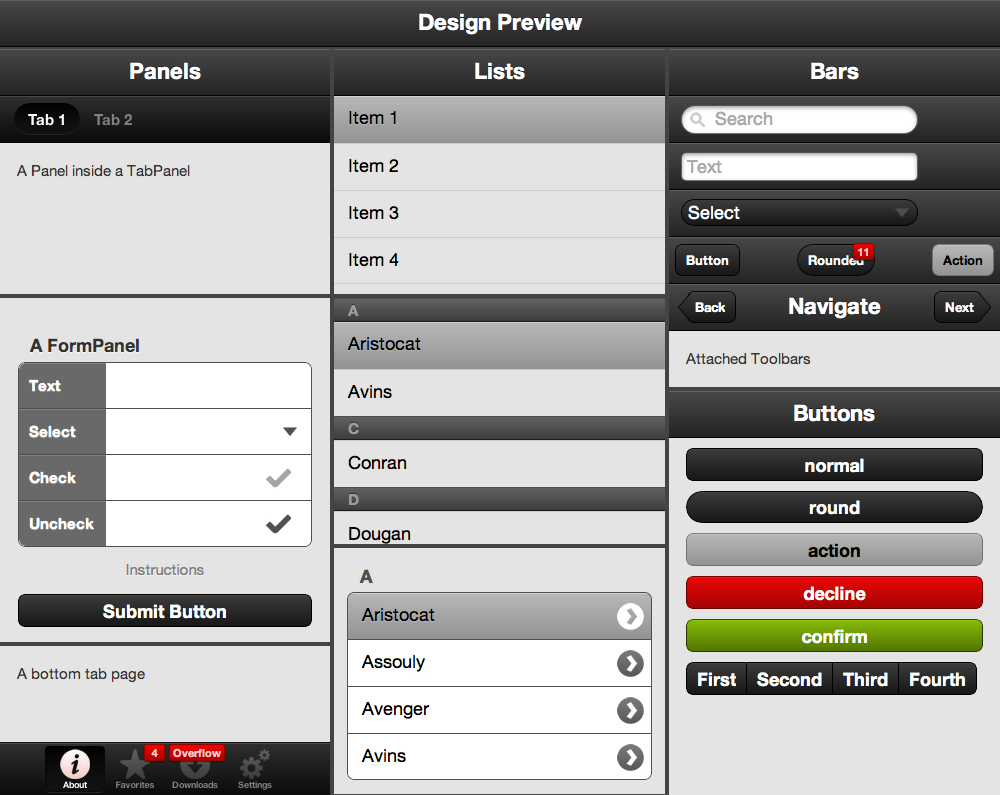 Design Preview
Panels
Tab 1 Tab 2
A Panel inside a TabPanel
A FormPanel
Text
Select
Check
Uncheck
Instructions
Submit Button
A bottom tab page
4 Overflow
About Favorites Downloads Settings
Lists
Item 1
Item 2
Item 3
Item 4
A
Aristocat
Avins
C
Conran
D
Dougan
A
Aristocat
Assouly
Avenger
Avins
Bars
Search
Text
Select
Button Rounded 11 Action
Back Navigate Next
Attached Toolbars
Buttons
normal
round
action
decline
confirm
First Second Third Fourth